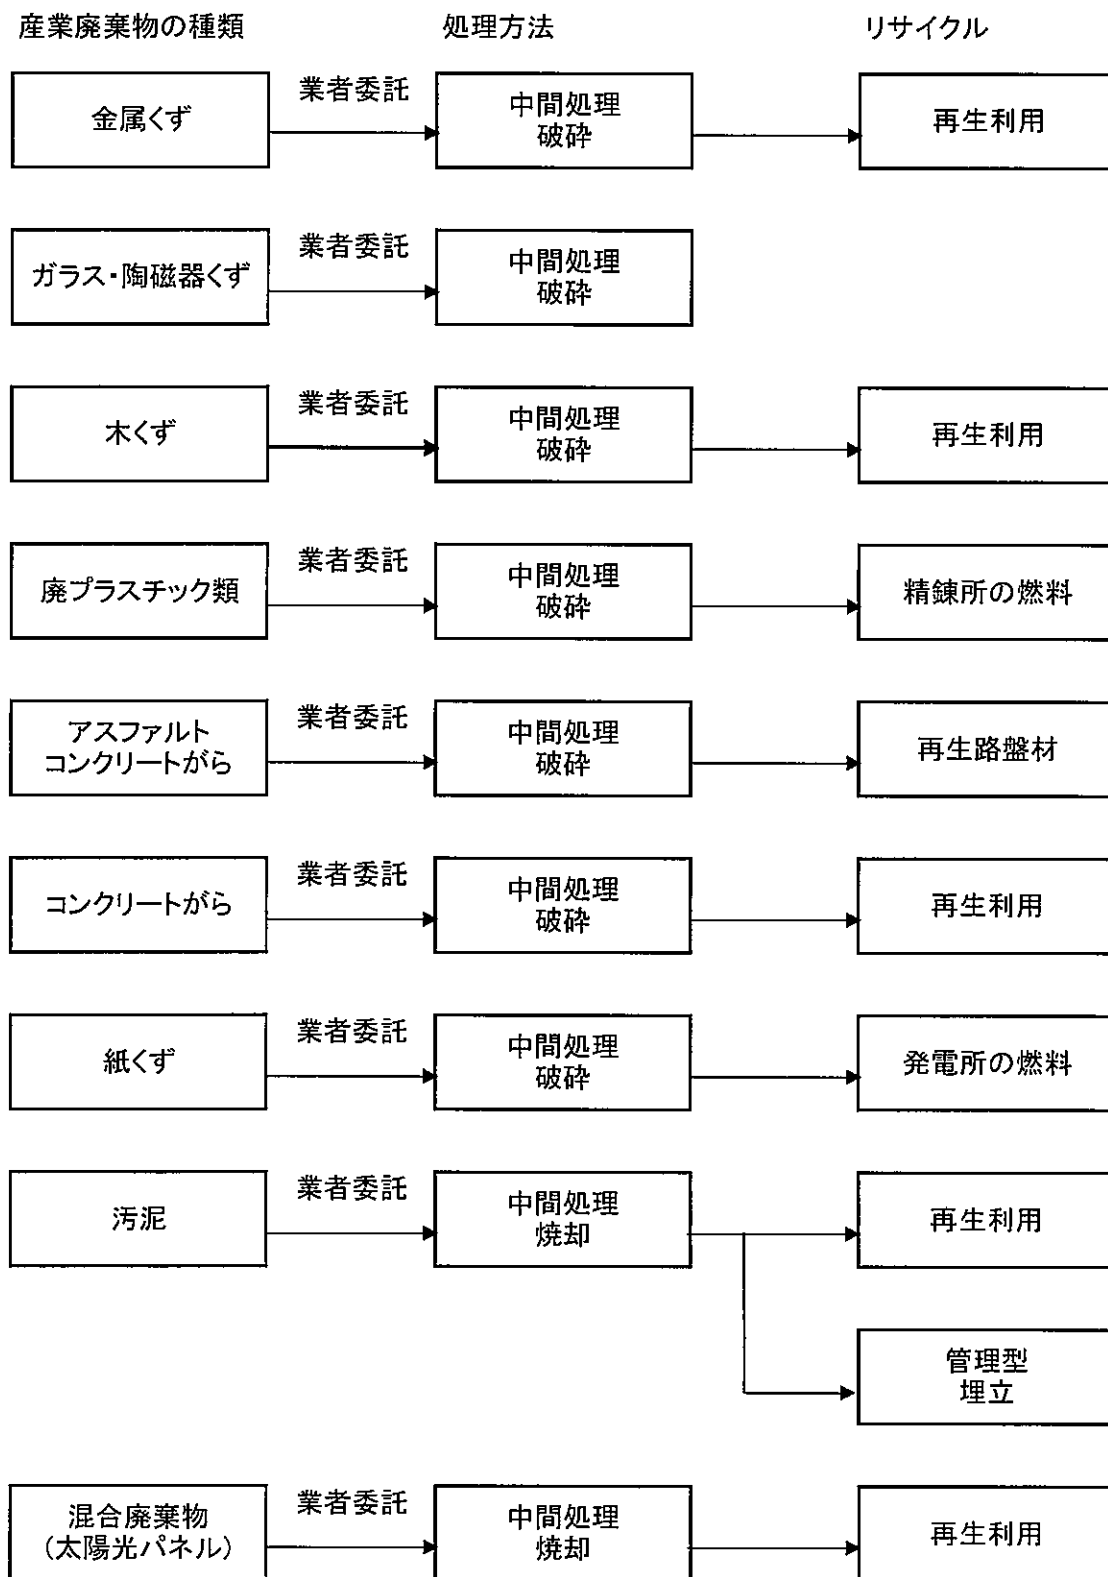 産業廃棄物の種類 処理方法 リサイクル
金属くず 業者委託 中間処理 再生利用
破砕
ガラス・陶磁器くず 業者委託 中間処理
破砕
木くず 業者委託 中間処理 再生利用
破砕
廃プラスチック類 業者委託 中間処理 精錬所の燃料
破砕
アスファルト 業者委託 中間処理 再生路盤材
コンクリートがら 破砕
コンクリートがら 業者委託 中間処理 再生利用
破砕
紙くず 業者委託 中間処理 発電所の燃料
破砕
汚泥 業者委託 中間処理 再生利用
焼却
管理型
埋立
混合廃棄物 業者委託 中間処理 再生利用
(太陽光パネル) 焼却